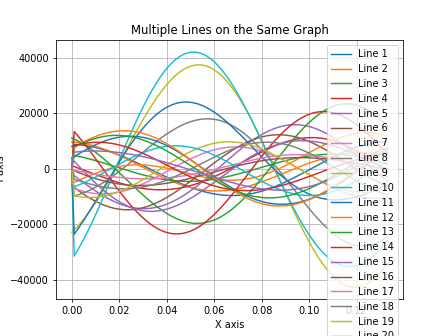 Multiple Lines on the Same Graph
40000
20000
0
−20000
−40000
0.00
0.02
0.04
0.06
0.08
0.10
X axis
Line 1
Line 2
Line 3
Line 4
Line 5
Line 6
Line 7
Line 8
Line 9
Line 10
Line 11
Line 12
Line 13
Line 14
Line 15
Line 16
Line 17
Line 18
Line 19